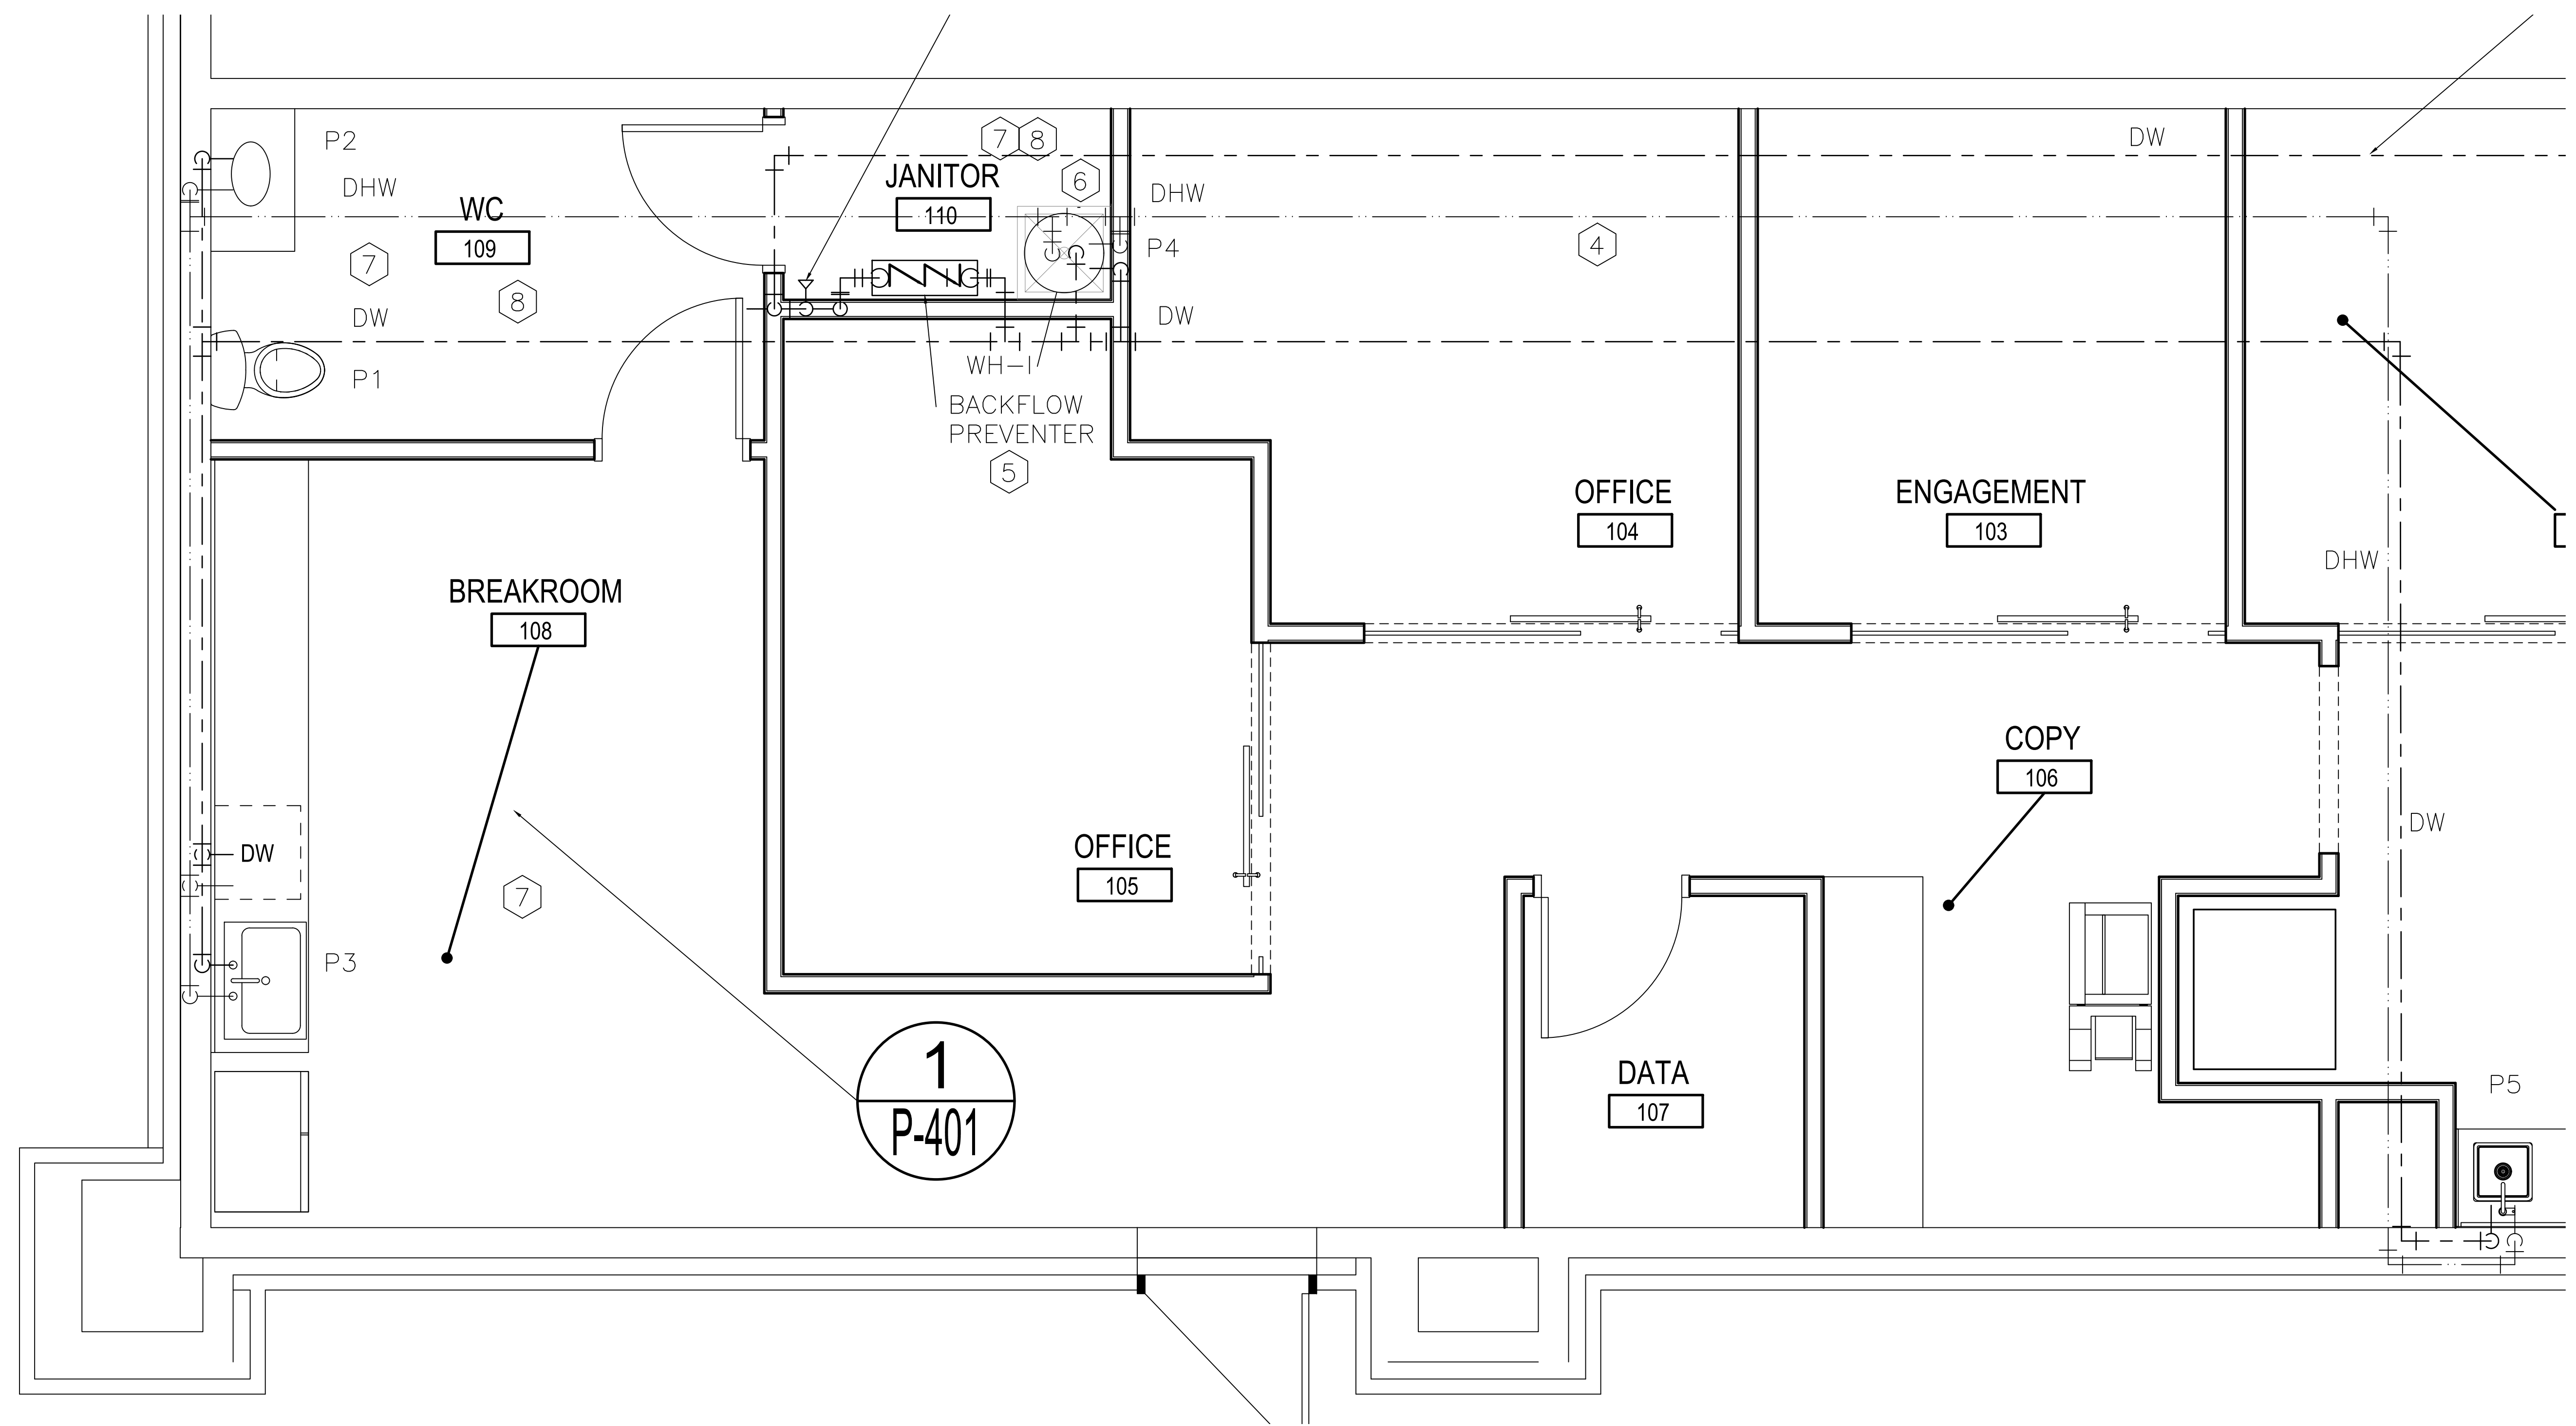 DW
P2
7 8
JANITOR
6
DHW
110
DHW
WC
109
7
8
P4
4
DW
DW
P1
WH-1
BACKFLOW
PREVENTER
5
OFFICE
104
ENGAGEMENT
103
DHW
BREAKROOM
108
COPY
106
DW
OFFICE
105
DW
7
P3
1
P-401
DATA
107
P5